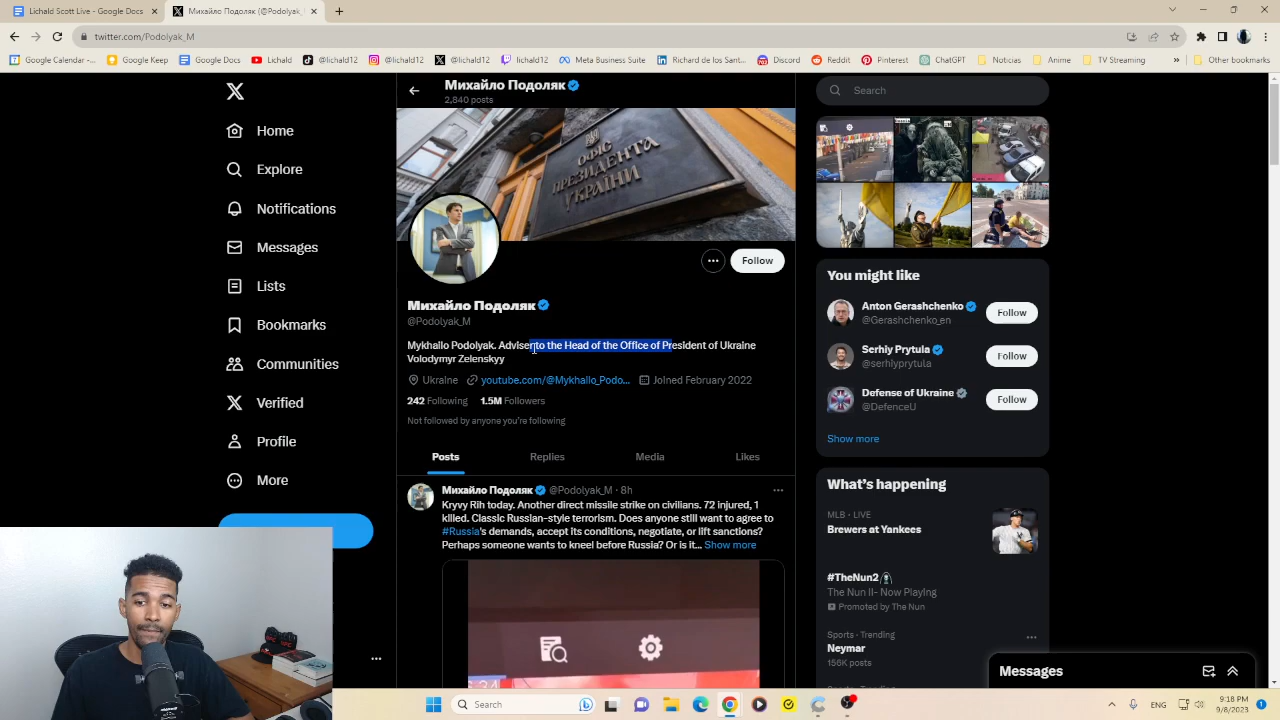 Lichald Scott Live - Google Docs
Михайло Подоляк (@Podolyak_
twitter.com/Podolyak_M
Google Calendar -...
Google Keep
Google Docs
Youtube
@lichald12
@lichald12
@lichald12
Meta Business Suite
Richard de los Sant...
Discord
Reddit
Pinterest
ChatGPT
Noticias
Anime
TV Streaming
»
Other bookmarks
Home
Explore
Notifications
Messages
Lists
Bookmarks
Communities
Verified
Profile
More
Михайло Подоляк
2,840 posts
ОФІС
ПРЕЗИДЕНТА
УКРАЇНИ
Follow
Михайло Подоляк
@Podolyak_M
Mykhailo Podolyak. Adviser to the Head of the Office of President of Ukraine
Volodymyr Zelenskyy
Ukraine
youtube.com/@Mykhailo_Podo...
Joined February 2022
242 Following
1.5M Followers
Not followed by anyone you're following
Posts
Replies
Media
Likes
Михайло Подоляк @Podolyak_M · 8h
Kryvy Rih today. Another direct missile strike on civilians. 72 injured, 1
killed. Classic Russian-style terrorism. Does anyone still want to agree to
#Russia's demands, accept its conditions, negotiate, or lift sanctions?
Perhaps someone wants to kneel before Russia? Or is it... Show more
Search
You might like
Anton Gerashchenko
@Gerashchenko_en
Follow
Serhiy Prytula
@serhiyprytula
Follow
Defense of Ukraine
@DefenceU
Follow
Show more
What's happening
MLB · LIVE
Brewers at Yankees
#TheNun2
The Nun II- Now Playing
Promoted by The Nun
Sports · Trending
Neymar
156K posts
Messages
Search
9:18 PM
9/8/2023